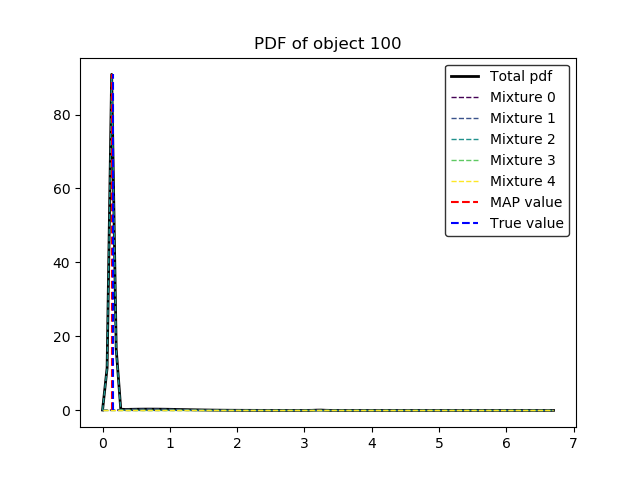 PDF of object 100
Total pdf
Mixture 0
Mixture 1
Mixture 2
Mixture 3
Mixture 4
MAP value
True value
80
60
40
20
0
0 1 2 3 4 5 6 7